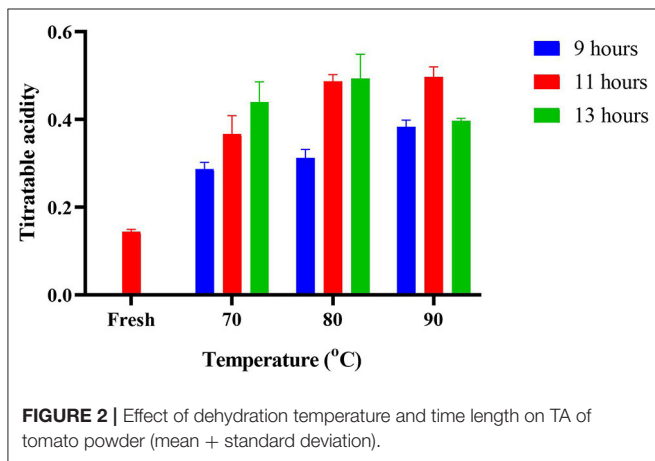 0.6
0.4
0.2
0.0
Titratable acidity
Fresh 70 80 90
Temperature (°C)
9 hours
11 hours
13 hours
FIGURE 2 | Effect of dehydration temperature and time length on TA of
tomato powder (mean + standard deviation).